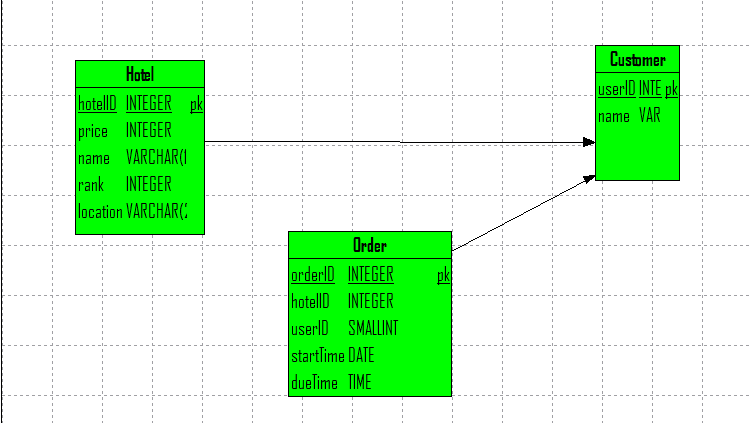 Hotel
hotelID INTEGER pk
price INTEGER
name VARCHAR(1
rank INTEGER
location VARCHAR(2
Customer
userID INTE pk
name VAR
Order
orderID INTEGER pk
hotelID INTEGER
userID SMALLINT
startTime DATE
dueTime TIME